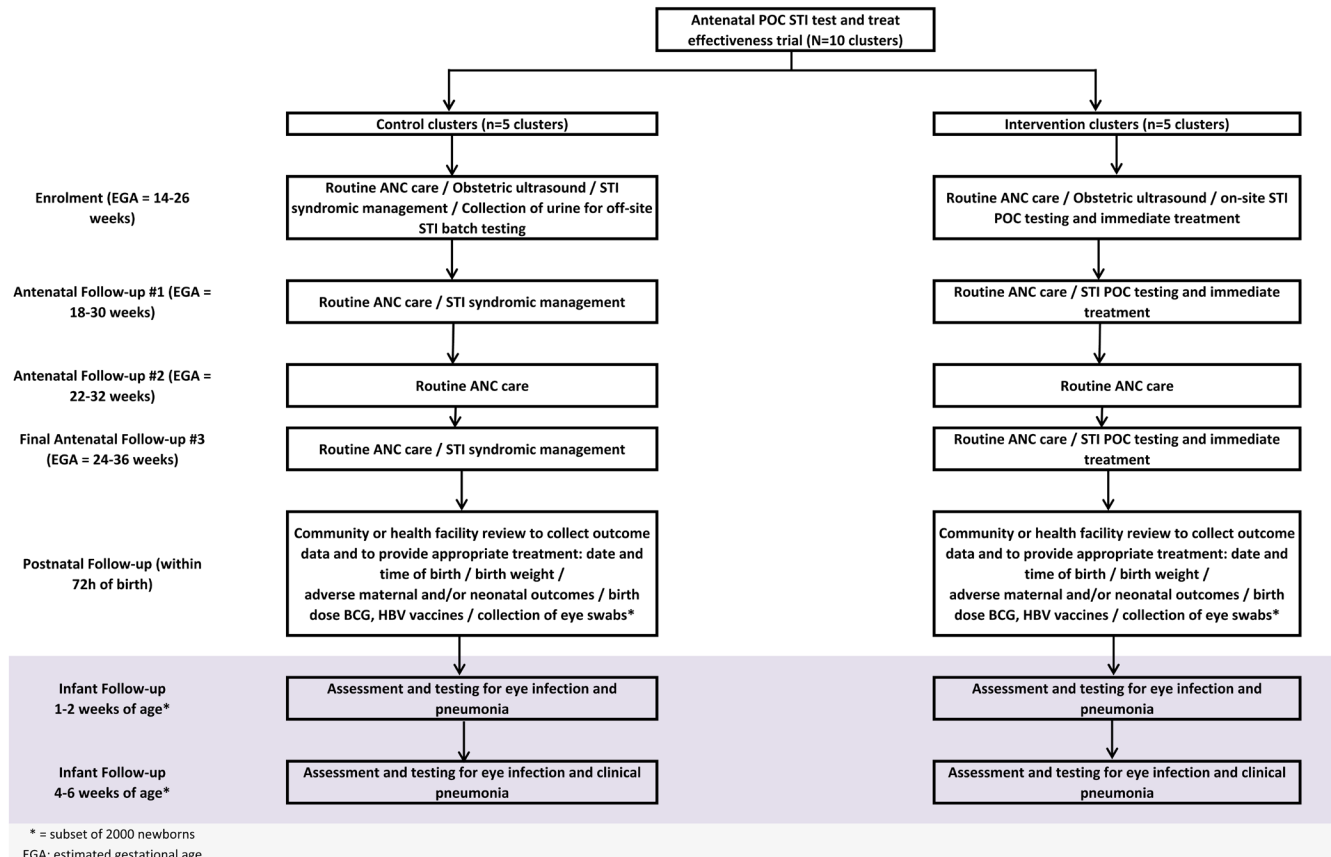 Antenatal POC STI test and treat
effectiveness trial (N=10 clusters)
Control clusters (n=5 clusters)
Intervention clusters (n=5 clusters)
Enrolment (EGA = 14-26
weeks)
Routine ANC care / Obstetric ultrasound / STI
syndromic management / Collection of urine for off-site
STI batch testing
Routine ANC care / Obstetric ultrasound / on-site STI
POC testing and immediate treatment
Antenatal Follow-up #1 (EGA =
18-30 weeks)
Routine ANC care / STI syndromic management
Routine ANC care / STI POC testing and immediate
treatment
Antenatal Follow-up #2 (EGA =
22-32 weeks)
Routine ANC care
Routine ANC care
Final Antenatal Follow-up #3
(EGA = 24-36 weeks)
Routine ANC care / STI syndromic management
Routine ANC care / STI POC testing and immediate
treatment
Postnatal Follow-up (within
72h of birth)
Community or health facility review to collect outcome
data and to provide appropriate treatment: date and
time of birth / birth weight /
adverse maternal and/or neonatal outcomes / birth
dose BCG, HBV vaccines / collection of eye swabs*
Community or health facility review to collect outcome
data and to provide appropriate treatment: date and
time of birth / birth weight /
adverse maternal and/or neonatal outcomes / birth
dose BCG, HBV vaccines / collection of eye swabs*
Infant Follow-up
1-2 weeks of age*
Assessment and testing for eye infection and
pneumonia
Assessment and testing for eye infection and
pneumonia
Infant Follow-up
4-6 weeks of age*
Assessment and testing for eye infection and clinical
pneumonia
Assessment and testing for eye infection and clinical
pneumonia
* = subset of 2000 newborns
EGA: estimated gestational age